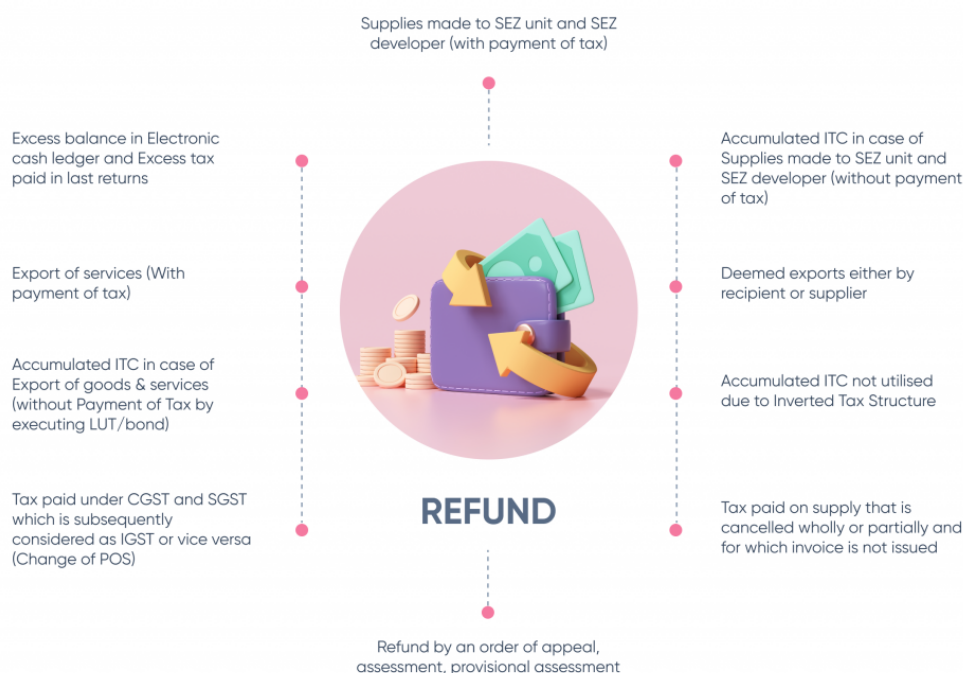 Supplies made to SEZ unit and SEZ
developer (with payment of tax)
Excess balance in Electronic
cash ledger and Excess tax
paid in last returns
Export of services (With
payment of tax)
Accumulated ITC in case of
Export of goods & services
(without Payment of Tax by
executing LUT/bond)
Tax paid under CGST and SGST
which is subsequently
considered as IGST or vice versa
(Change of POS)
Accumulated ITC in case of
Supplies made to SEZ unit and
SEZ developer (without payment
of tax)
Deemed exports either by
recipient or supplier
Accumulated ITC not utilised
due to Inverted Tax Structure
Tax paid on supply that is
cancelled wholly or partially and
for which invoice is not issued
REFUND
Refund by an order of appeal,
assessment, provisional assessment